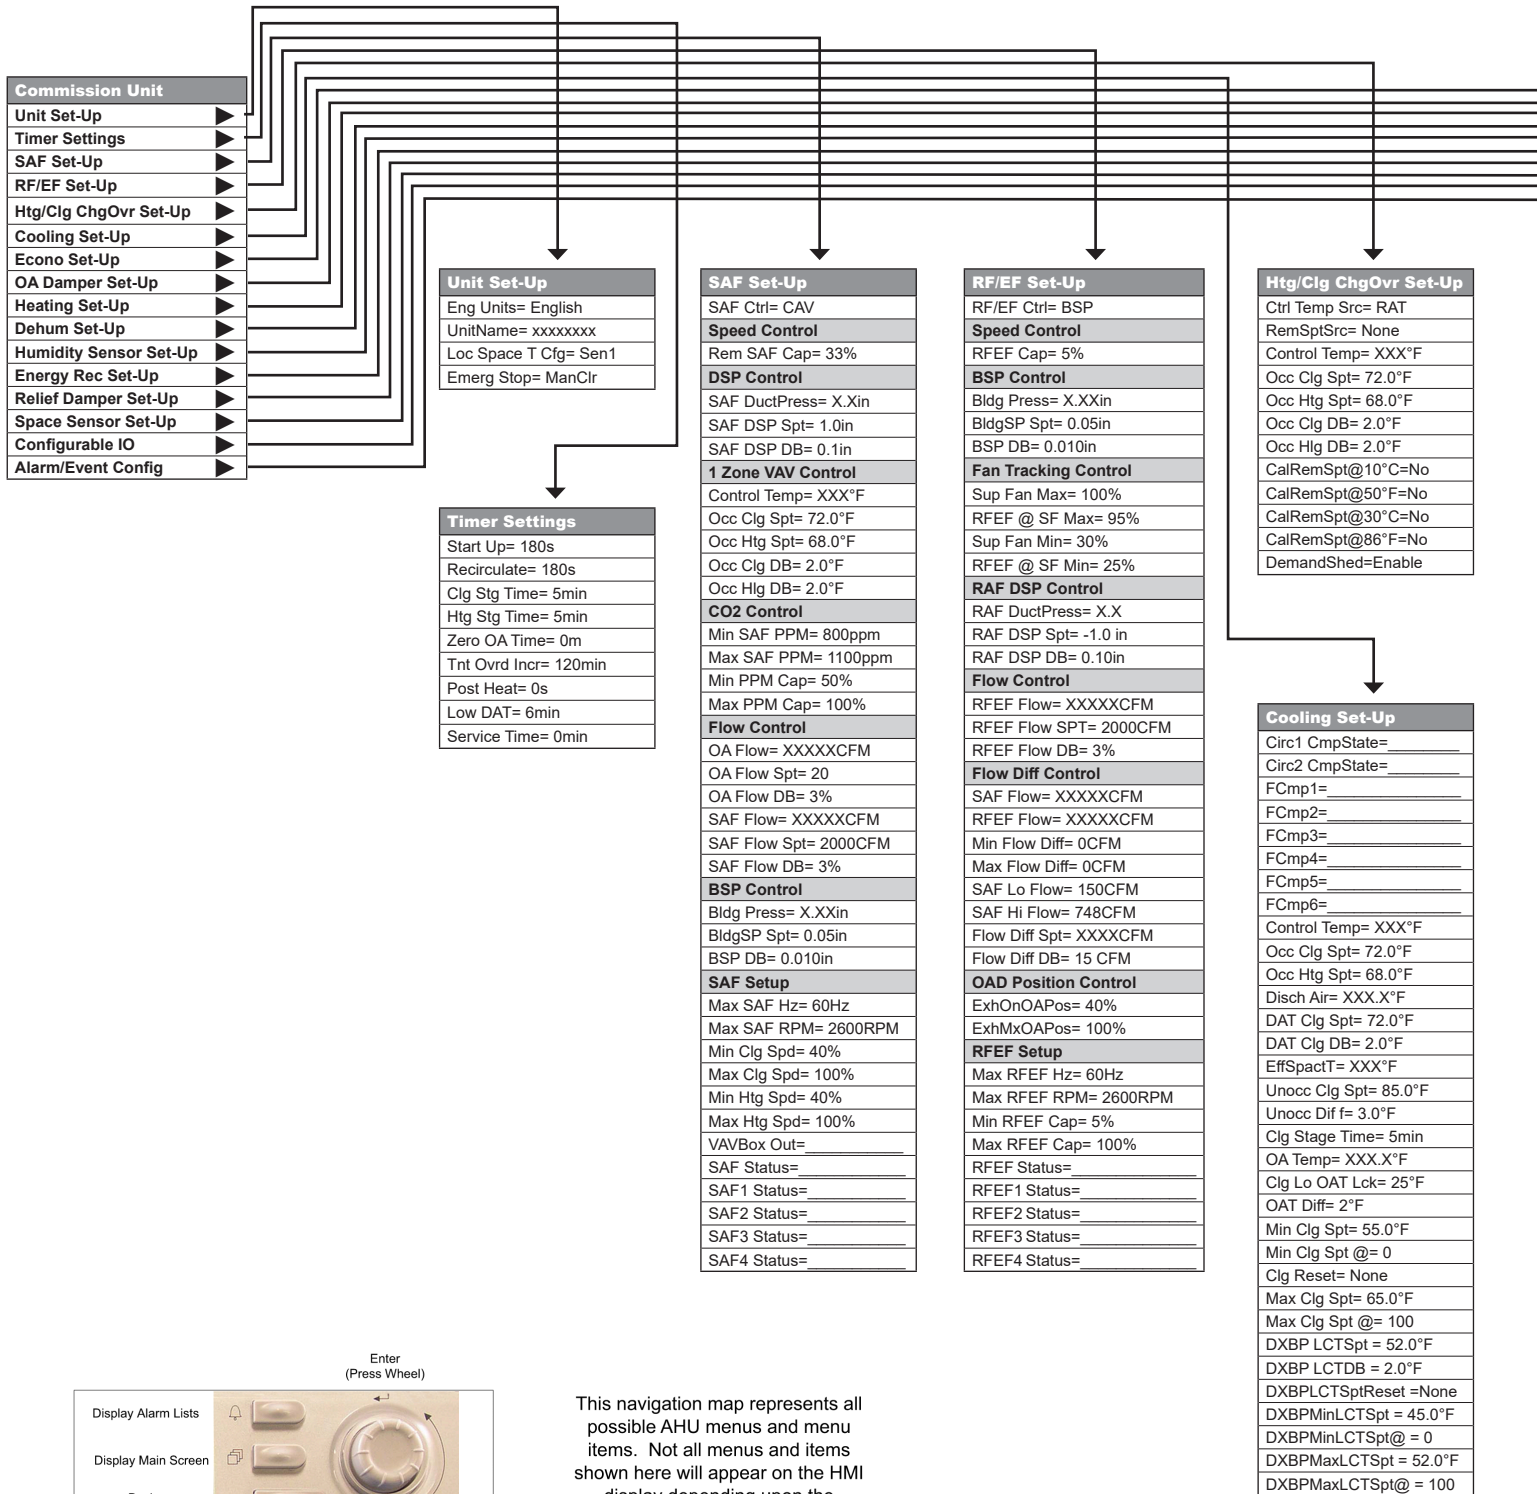 Commission Unit
Unit Set-Up
Timer Settings
SAF Set-Up
RF/EF Set-Up
Htg/Clg ChgOvr Set-Up
Cooling Set-Up
Econo Set-Up
OA Damper Set-Up
Heating Set-Up
Dehum Set-Up
Humidity Sensor Set-Up
Energy Rec Set-Up
Relief Damper Set-Up
Space Sensor Set-Up
Configurable IO
Alarm/Event Config
Unit Set-Up
Eng Units= English
UnitName= xxxxxxxx
Loc Space T Cfg= Sen1
Emerg Stop= ManClr
Timer Settings
Start Up= 180s
Recirculate= 180s
Clg Stg Time= 5min
Htg Stg Time= 5min
Zero OA Time= 0m
Tnt Ovrd Incr= 120min
Post Heat= 0s
Low DAT= 6min
Service Time= 0min
SAF Set-Up
SAF Ctrl= CAV
Speed Control
Rem SAF Cap= 33%
DSP Control
SAF DuctPress= X.Xin
SAF DSP Spt= 1.0in
SAF DSP DB= 0.1in
1 Zone VAV Control
Control Temp= XXX°F
Occ Clg Spt= 72.0°F
Occ Htg Spt= 68.0°F
Occ Clg DB= 2.0°F
Occ Hlg DB= 2.0°F
CO2 Control
Min SAF PPM= 800ppm
Max SAF PPM= 1100ppm
Min PPM Cap= 50%
Max PPM Cap= 100%
Flow Control
OA Flow= XXXXXCFM
OA Flow Spt= 20
OA Flow DB= 3%
SAF Flow= XXXXXCFM
SAF Flow Spt= 2000CFM
SAF Flow DB= 3%
BSP Control
Bldg Press= X.XXin
BldgSP Spt= 0.05in
BSP DB= 0.010in
SAF Setup
Max SAF Hz= 60Hz
Max SAF RPM= 2600RPM
Min Clg Spd= 40%
Max Clg Spd= 100%
Min Htg Spd= 40%
Max Htg Spd= 100%
VAVBox Out=___________
SAF Status=____________
SAF1 Status=___________
SAF2 Status=___________
SAF3 Status=___________
SAF4 Status=___________
RF/EF Set-Up
RF/EF Ctrl= BSP
Speed Control
RFEF Cap= 5%
BSP Control
Bldg Press= X.XXin
BldgSP Spt= 0.05in
BSP DB= 0.010in
Fan Tracking Control
Sup Fan Max= 100%
RFEF @ SF Max= 95%
Sup Fan Min= 30%
RFEF @ SF Min= 25%
RAF DSP Control
RAF DuctPress= X.X
RAF DSP Spt= -1.0 in
RAF DSP DB= 0.10in
Flow Control
RFEF Flow= XXXXXCFM
RFEF Flow SPT= 2000CFM
RFEF Flow DB= 3%
Flow Diff Control
SAF Flow= XXXXXCFM
RFEF Flow= XXXXXCFM
Min Flow Diff= 0CFM
Max Flow Diff= 0CFM
SAF Lo Flow= 150CFM
SAF Hi Flow= 748CFM
Flow Diff Spt= XXXXCFM
Flow Diff DB= 15 CFM
OAD Position Control
ExhOnOAPos= 40%
ExhMxOAPos= 100%
RFEF Setup
Max RFEF Hz= 60Hz
Max RFEF RPM= 2600RPM
Min RFEF Cap= 5%
Max RFEF Cap= 100%
RFEF Status=______________
RFEF1 Status=_____________
RFEF2 Status=_____________
RFEF3 Status=_____________
RFEF4 Status=_____________
Htg/Clg ChgOvr Set-Up
Ctrl Temp Src= RAT
RemSptSrc= None
Control Temp= XXX°F
Occ Clg Spt= 72.0°F
Occ Htg Spt= 68.0°F
Occ Clg DB= 2.0°F
Occ Hlg DB= 2.0°F
CalRemSpt@10°C=No
CalRemSpt@50°F=No
CalRemSpt@30°C=No
CalRemSpt@86°F=No
DemandShed=Enable
Cooling Set-Up
Circ1 CmpState=________
Circ2 CmpState=________
FCmp1=_______________
FCmp2=_______________
FCmp3=_______________
FCmp4=_______________
FCmp5=_______________
FCmp6=_______________
Control Temp= XXX°F
Occ Clg Spt= 72.0°F
Occ Htg Spt= 68.0°F
Disch Air= XXX.X°F
DAT Clg Spt= 72.0°F
DAT Clg DB= 2.0°F
EffSpactT= XXX°F
Unocc Clg Spt= 85.0°F
Unocc Dif f= 3.0°F
Clg Stage Time= 5min
OA Temp= XXX.X°F
Clg Lo OAT Lck= 25°F
OAT Diff= 2°F
Min Clg Spt= 55.0°F
Min Clg Spt @= 0
Clg Reset= None
Max Clg Spt= 65.0°F
Max Clg Spt @= 100
DXBP LCTSpt = 52.0°F
DXBP LCTDB = 2.0°F
DXBPLCTSptReset =None
DXBPMinLCTSpt = 45.0°F
DXBPMinLCTSpt@ = 0
DXBPMaxLCTSpt = 52.0°F
DXBPMaxLCTSpt@ = 100
Enter
(Press Wheel)
Display Alarm Lists
Display Main Screen
This navigation map represents all
possible AHU menus and menu
items. Not all menus and items
shown here will appear on the HMI
display depending upon the